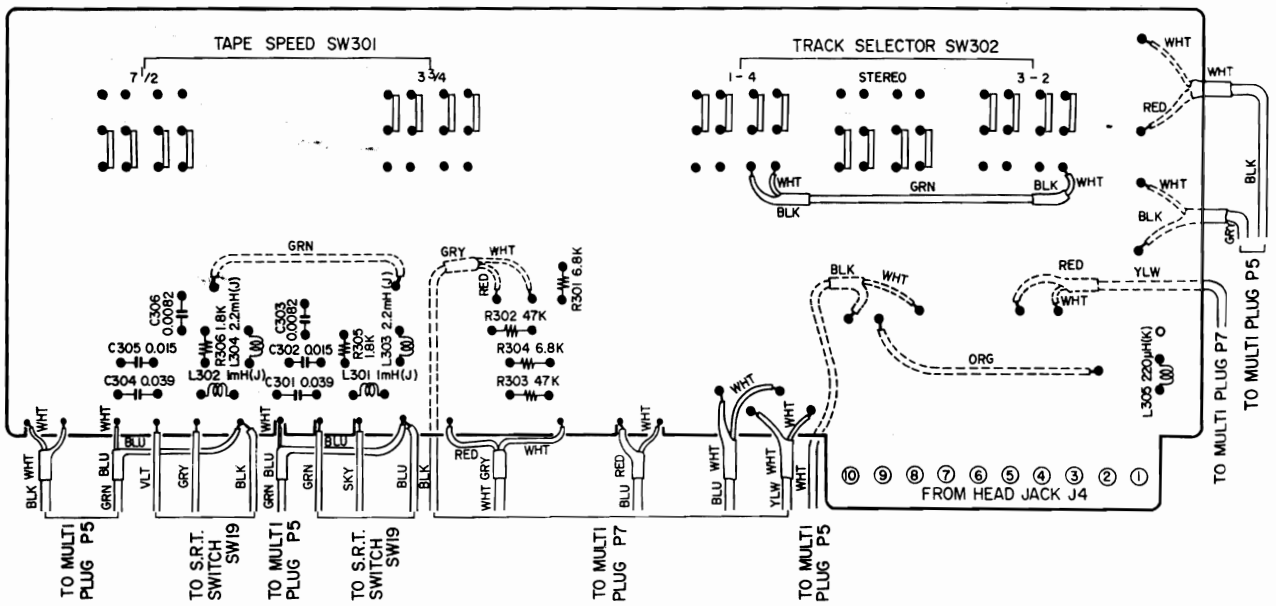 TAPE SPEED SW301
TRACK SELECTOR SW302
7 1/2
3 3/4
1-4
STEREO
3-2
WHT
RED
WHT
BLK
WHT
BLK
GRY
WHT
BLK
GRN
BLK
WHT
GRN
GRY
WHT
RED
R301 6.8K
BLK
WHT
RED
WHT
YLW
ORG
C306
0.0082
R306 1.8K
L304 2.2mH(J)
C303
0.0082
R305
1.8K
L303 2.2mH(J)
R302 47K
R304 6.8K
R303 47K
C305 0.015
C304 0.039
L302 1mH(J)
C302 0.015
C301 0.039
L301 1mH(J)
L305 220μH(K)
WHT
WHT
BLK
WHT
BLU
BLU
GRN
VLT
GRY
BLK
WHT
BLU
BLU
GRN
GRN
SKY
BLU
BLK
RED
GRY
WHT
WHT
RED
WHT
BLU
WHT
WHT
BLU
YLW
WHT
WHT
YLW
WHT
10 9 8 7 6 5 4 3 2 1
FROM HEAD JACK J4
TO MULTI
PLUG P5
TO S.R.T.
SWITCH
SW19
TO MULTI
PLUG P5
TO S.R.T.
SWITCH
SW19
TO MULTI
PLUG P7
TO MULTI
PLUG P5
TO MULTI PLUG P7
TO MULTI PLUG P5